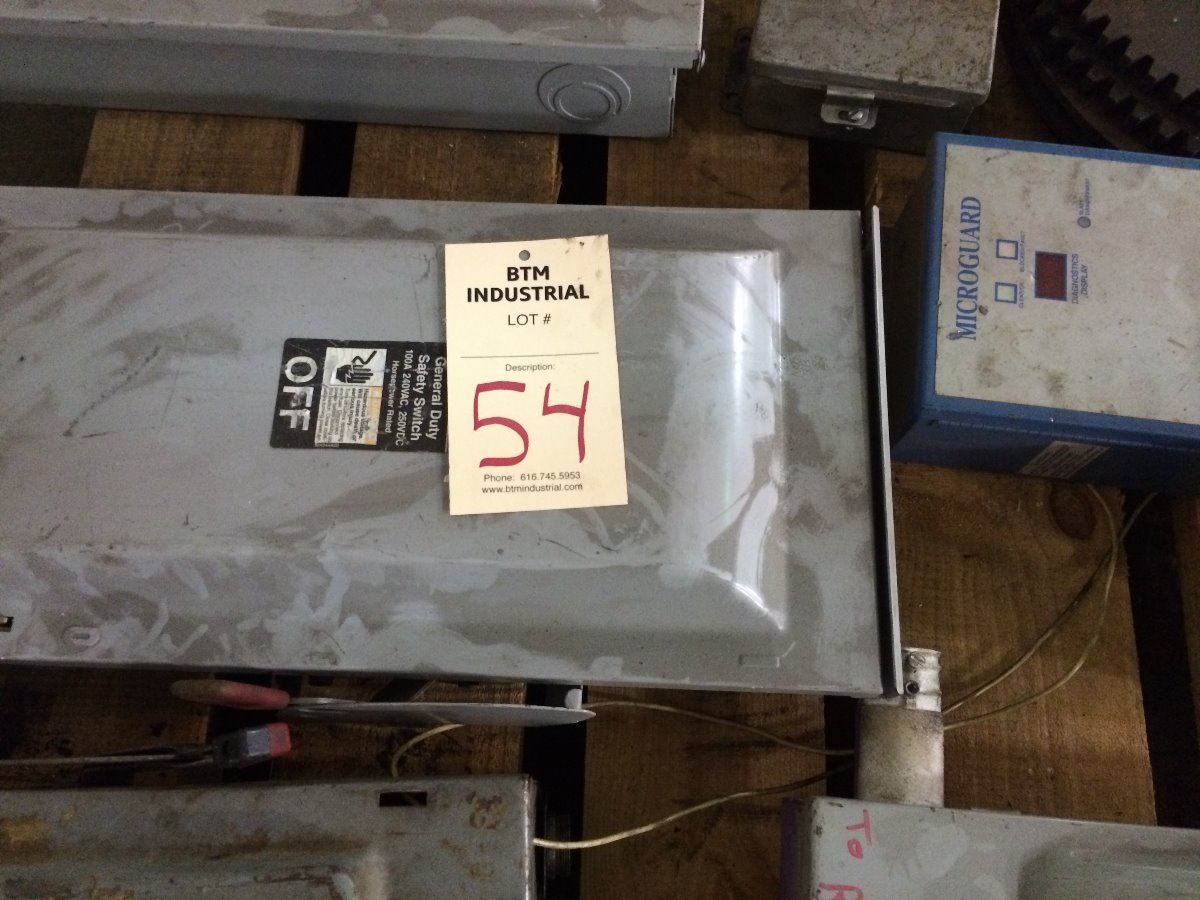 BTM
INDUSTRIAL
LOT #
Description:
54
Phone: 616.745.5953
www.btmindustrial.com
General Duty
Safety Switch
100A 240VAC, 250VDC
Horsepower Rated
OFF
MICROGUARD
DIAGNOSTICS
DISPLAY
To